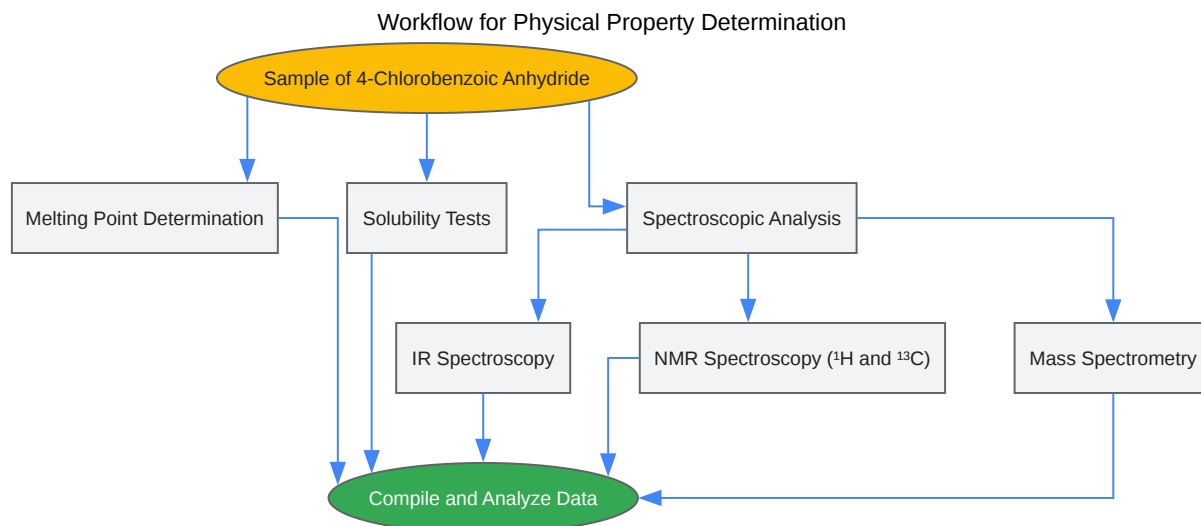 Workflow for Physical Property Determination
Sample of 4-Chlorobenzoic Anhydride
Melting Point Determination
Solubility Tests
Spectroscopic Analysis
IR Spectroscopy
NMR Spectroscopy (¹H and ¹³C)
Mass Spectrometry
Compile and Analyze Data